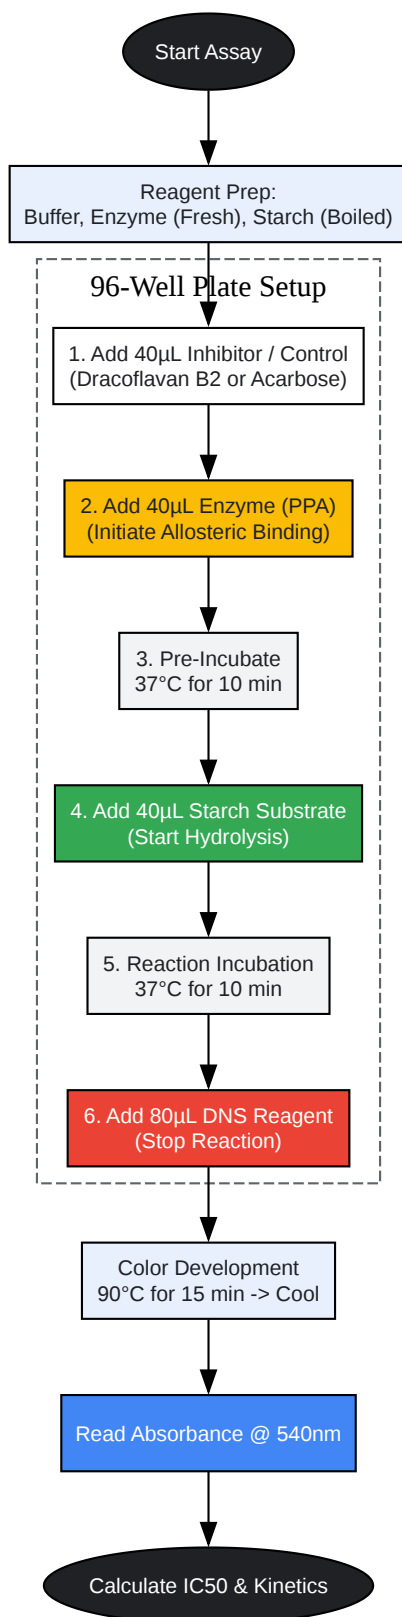 Start Assay
Reagent Prep:
Buffer, Enzyme (Fresh), Starch (Boiled)
96-Well Plate Setup
1. Add 40µL Inhibitor / Control
(Dracoflavan B2 or Acarbose)
2. Add 40µL Enzyme (PPA)
(Initiate Allosteric Binding)
3. Pre-Incubate
37°C for 10 min
4. Add 40µL Starch Substrate
(Start Hydrolysis)
5. Reaction Incubation
37°C for 10 min
6. Add 80µL DNS Reagent
(Stop Reaction)
Color Development
90°C for 15 min -> Cool
Read Absorbance @ 540nm
Calculate IC50 & Kinetics